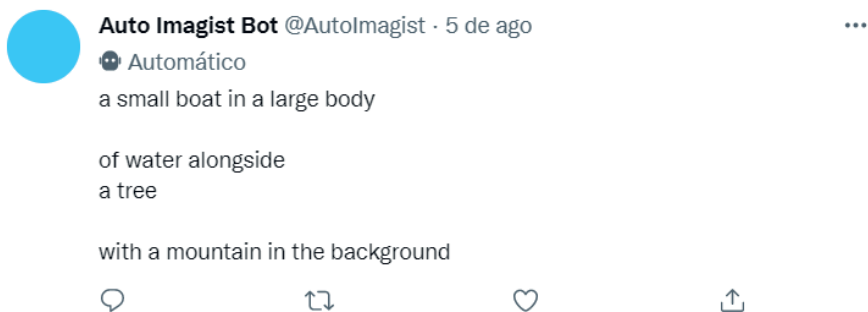 Auto Imagist Bot @AutoImagist · 5 de ago
Automático
a small boat in a large body
of water alongside
a tree
with a mountain in the background